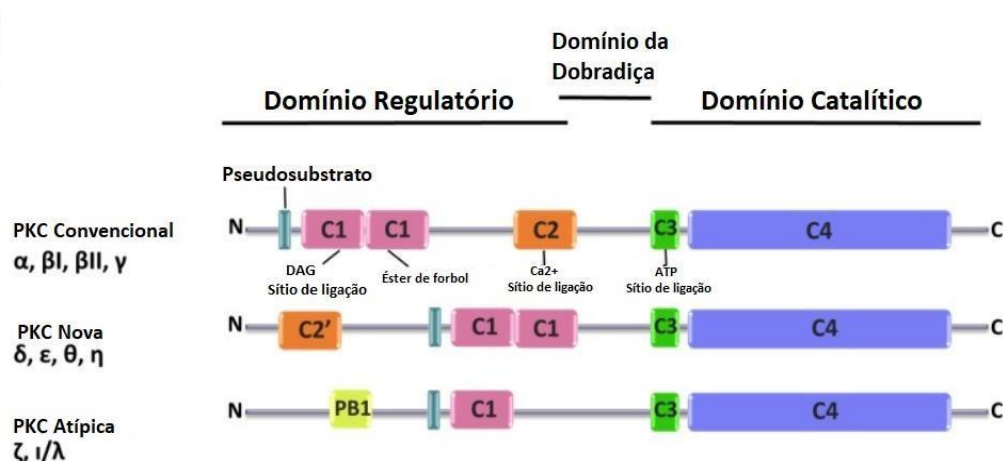 Domínio da
Dobradiça
Domínio Regulatório
Domínio Catalítico
Pseudosubstrato
PKC Convencional
α, βI, βII, γ
N
C1
C1
C2
C3
C4
C
DAG
Sítio de ligação
Éster de forbol
Ca2+
Sítio de ligação
ATP
Sítio de ligação
PKC Nova
δ, ε, θ, η
N
C2’
C1
C1
C3
C4
C
PKC Atípica
ζ, ι/λ
N
PB1
C1
C3
C4
C